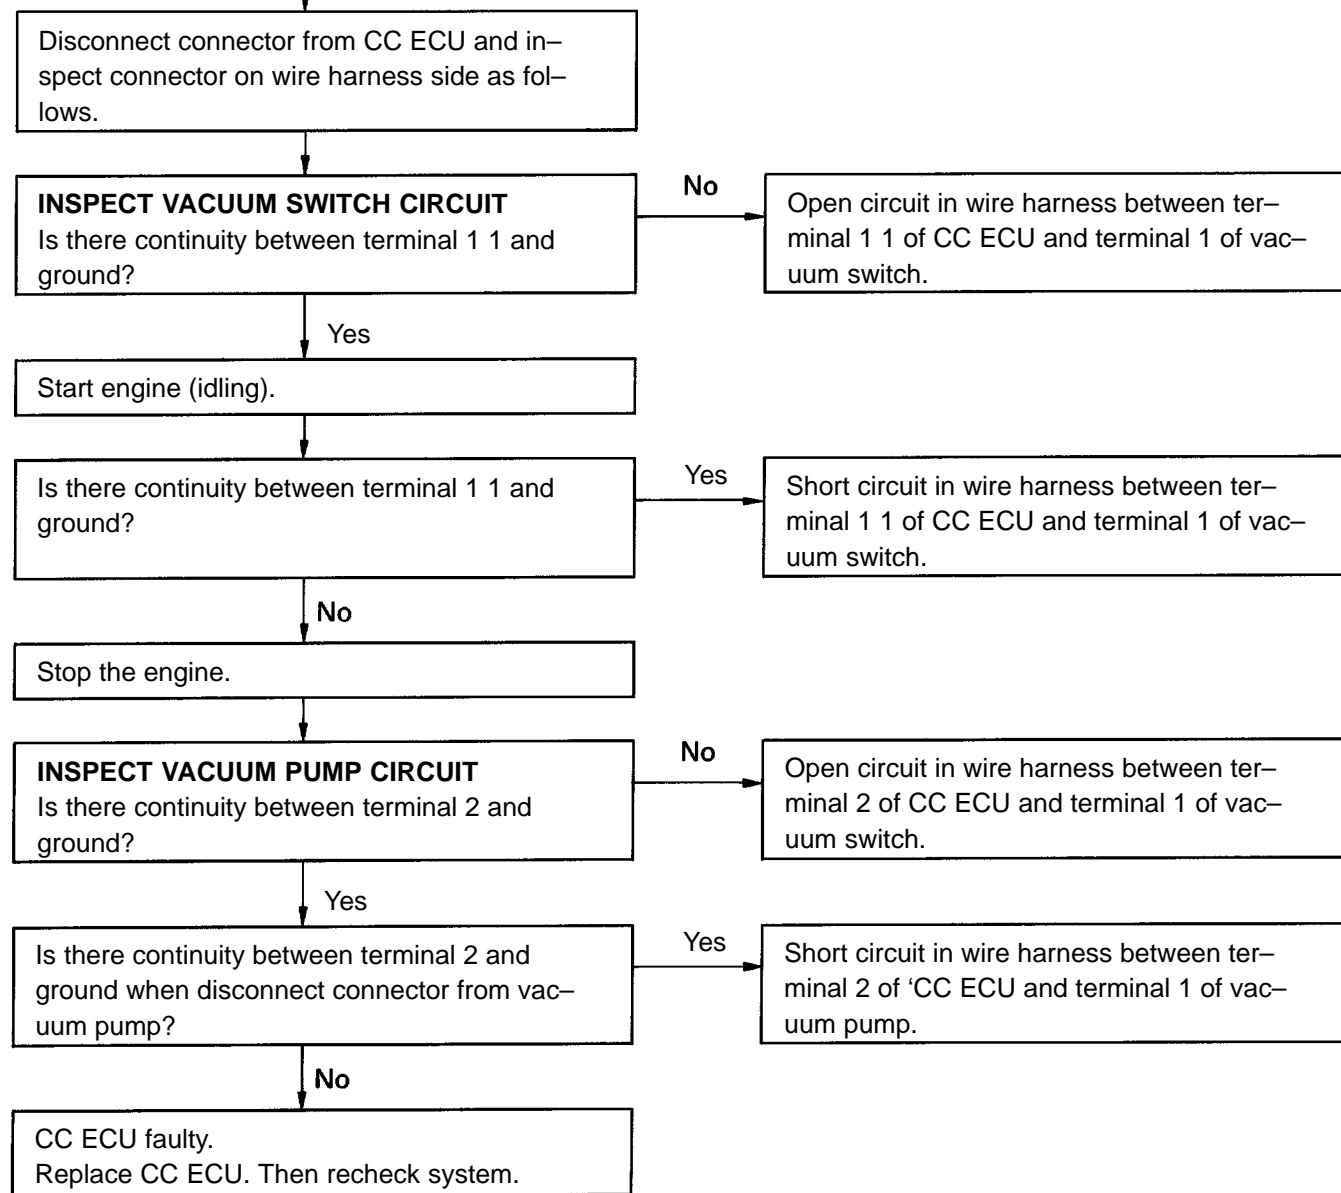 Disconnect connector from CC ECU and in–
spect connector on wire harness side as fol–
lows.
INSPECT VACUUM SWITCH CIRCUIT
Is there continuity between terminal 1 1 and
ground?
No
Open circuit in wire harness between ter–
minal 1 1 of CC ECU and terminal 1 of vac–
uum switch.
Yes
Start engine (idling).
Is there continuity between terminal 1 1 and
ground?
Yes
Short circuit in wire harness between ter–
minal 1 1 of CC ECU and terminal 1 of vac–
uum switch.
No
Stop the engine.
INSPECT VACUUM PUMP CIRCUIT
Is there continuity between terminal 2 and
ground?
No
Open circuit in wire harness between ter–
minal 2 of CC ECU and terminal 1 of vac–
uum switch.
Yes
Is there continuity between terminal 2 and
ground when disconnect connector from vac–
uum pump?
Yes
Short circuit in wire harness between ter–
minal 2 of ‘CC ECU and terminal 1 of vac–
uum pump.
No
CC ECU faulty.
Replace CC ECU. Then recheck system.